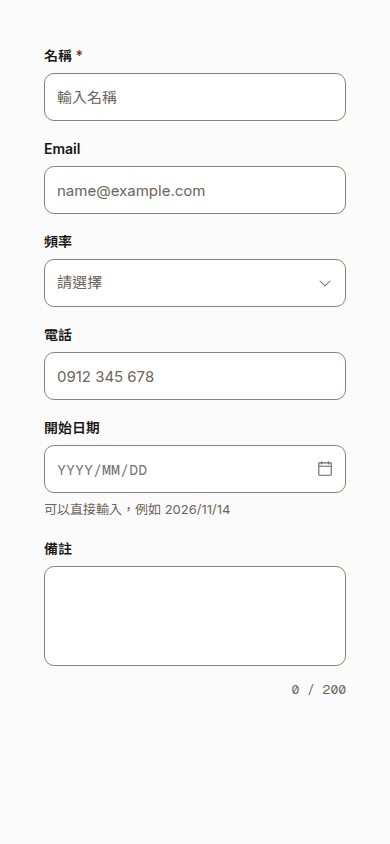 名稱 *
輸入名稱
Email
name@example.com
頻率
請選擇
電話
0912 345 678
開始日期
YYYY/MM/DD
可以直接輸入，例如 2026/11/14
備註
0 / 200